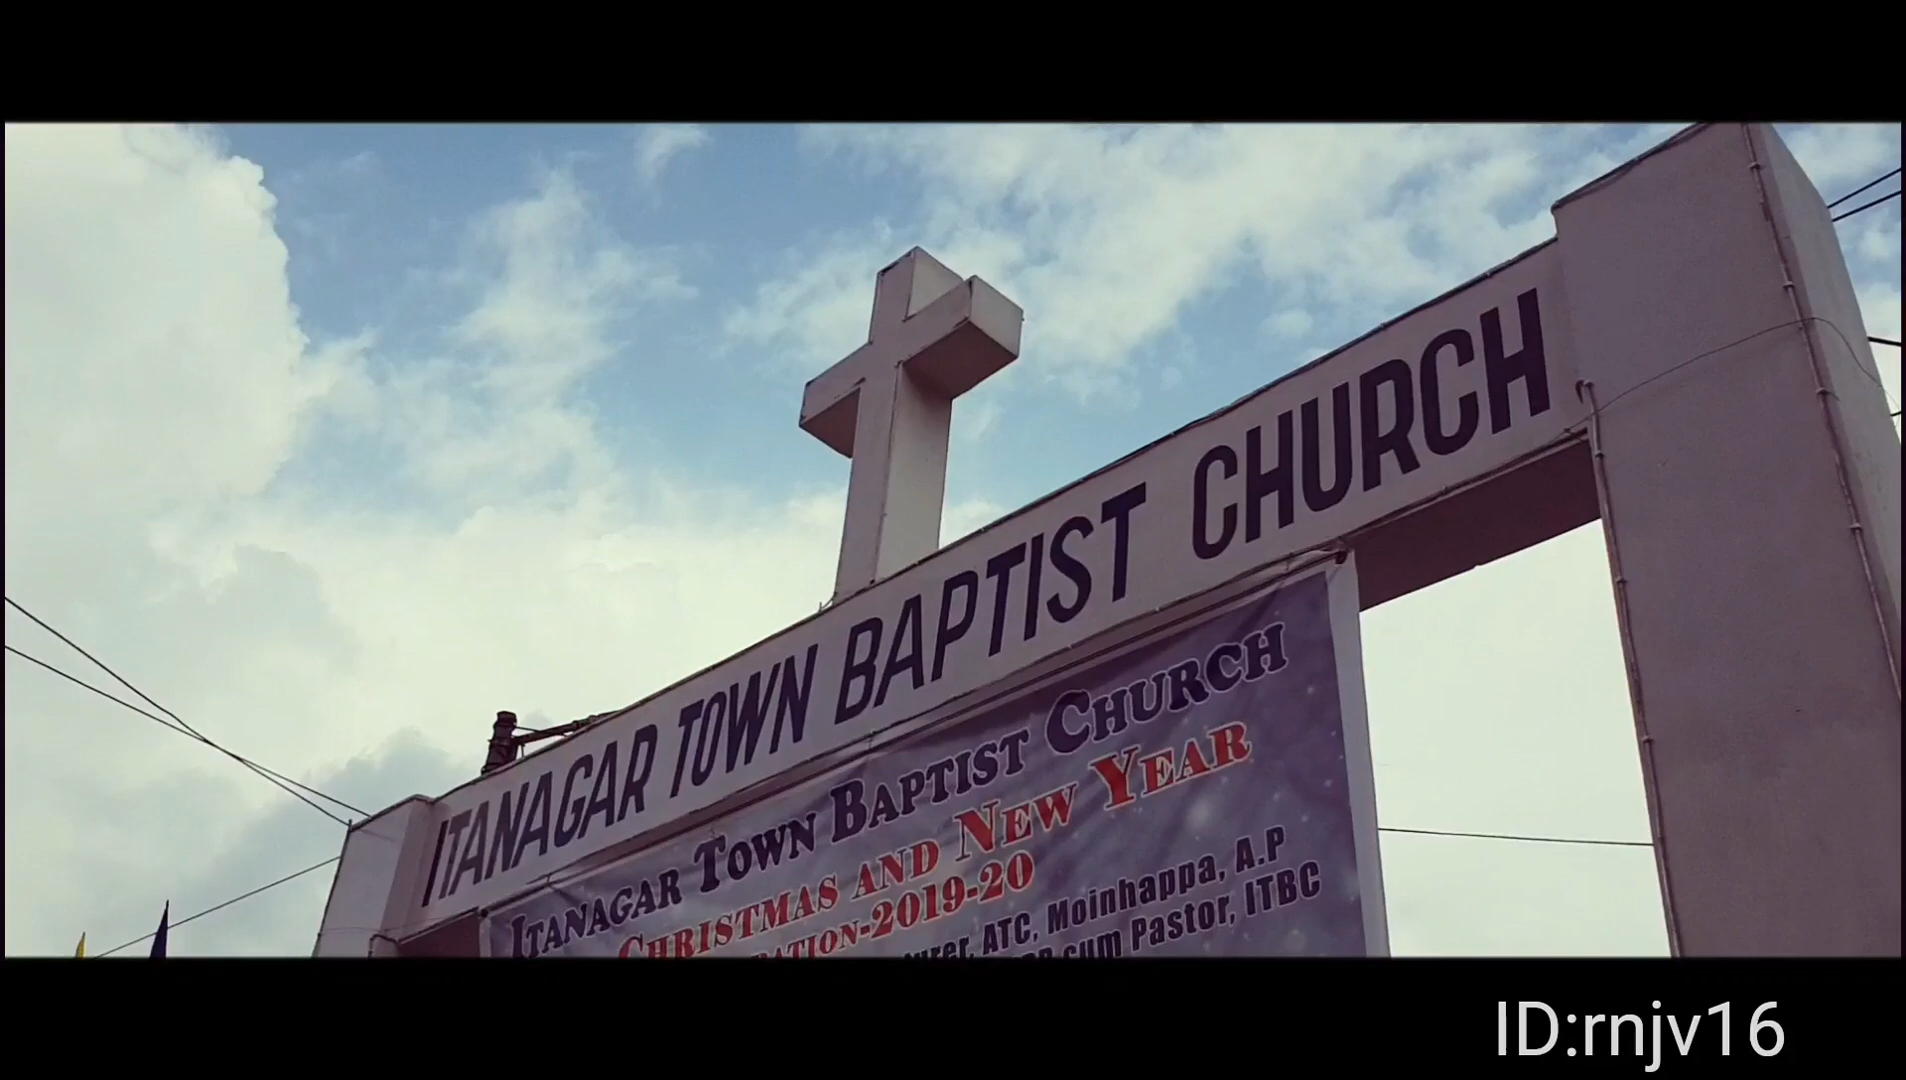 ITANAGAR TOWN BAPTIST CHURCH
ITANAGAR TOWN BAPTIST CHURCH
CHRISTMAS AND NEW YEAR
2019-20
ATC, Moinhappa, A.P
cum Pastor, ITBC
ID:rnjv16